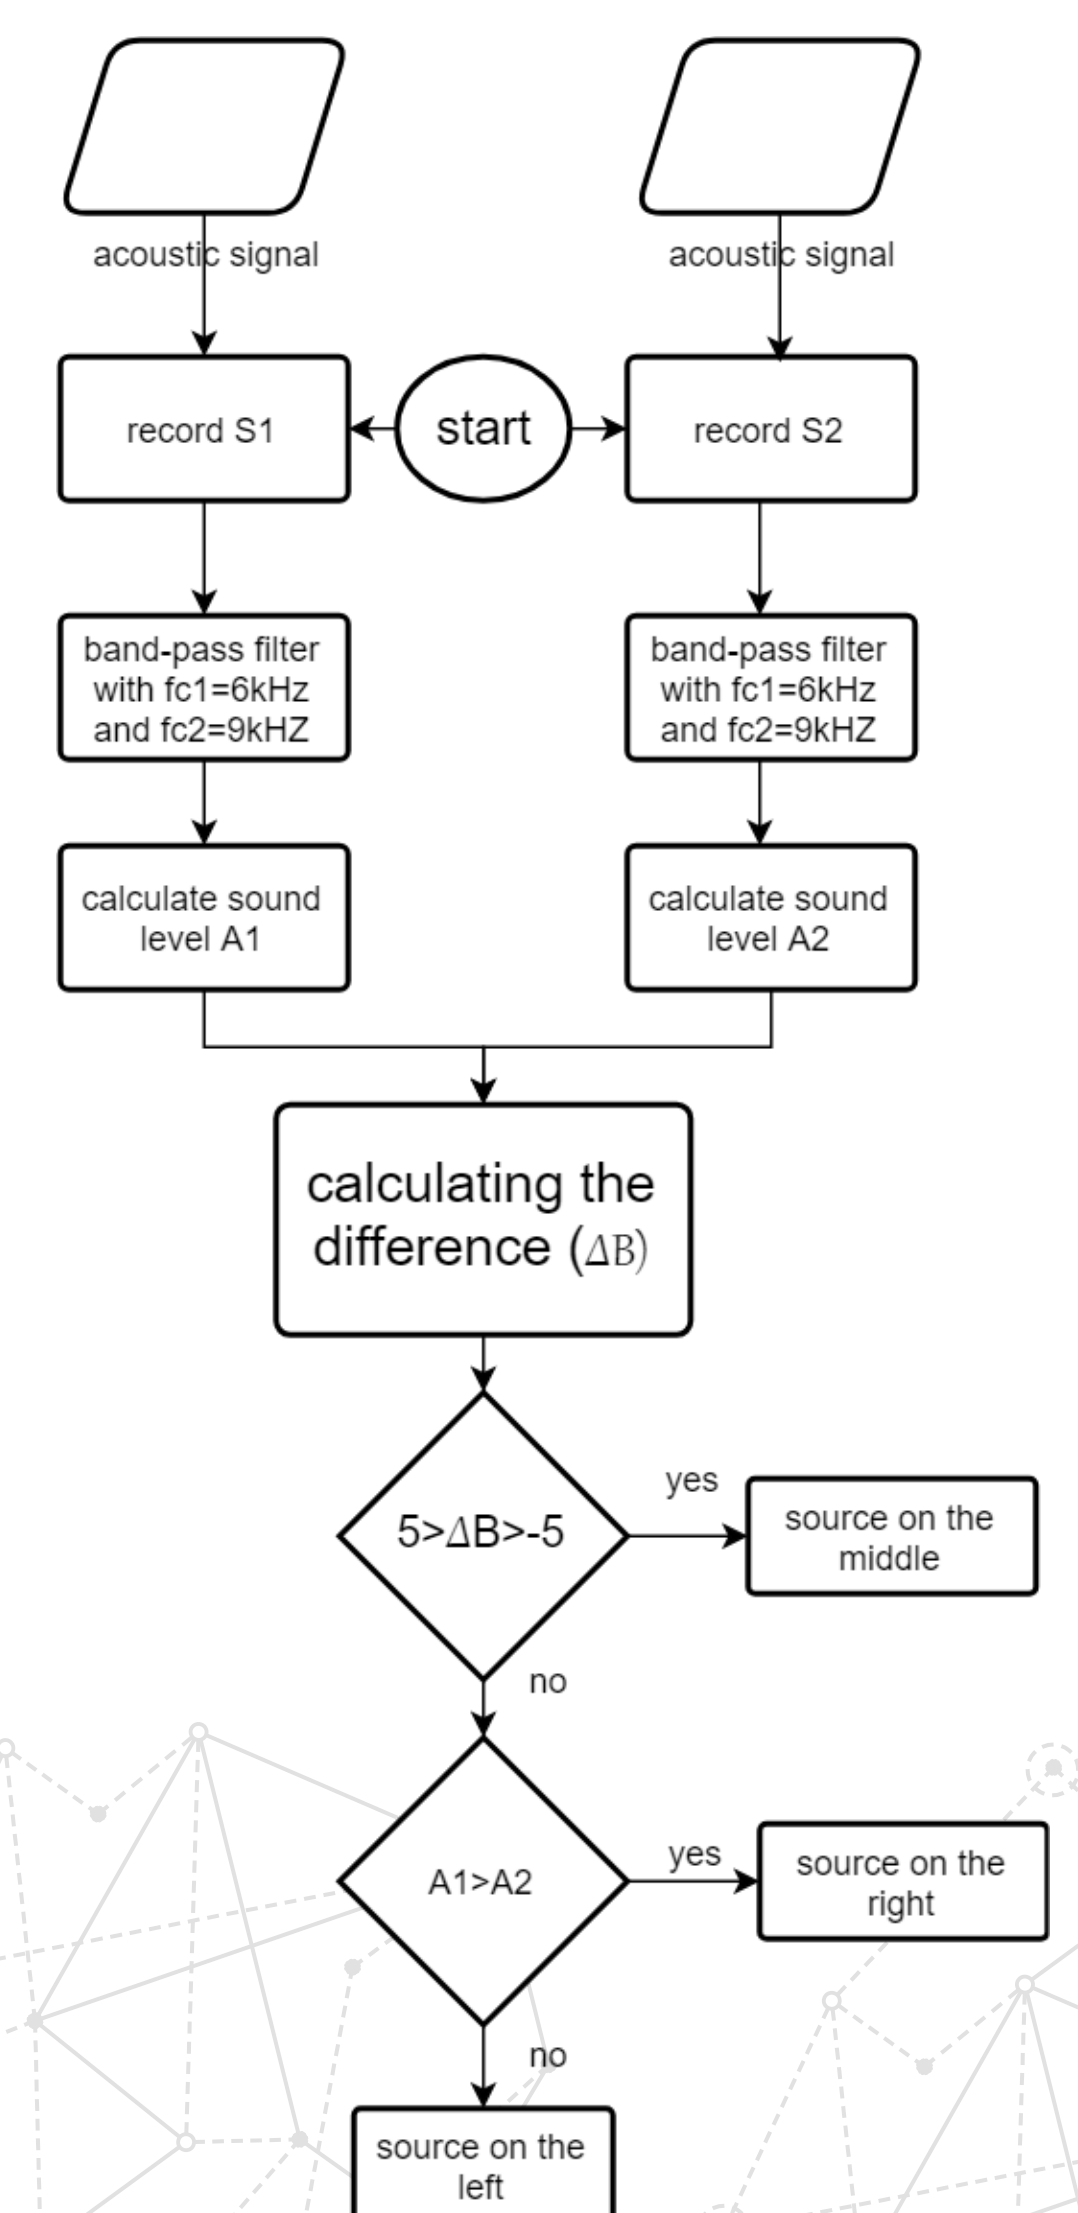 acoustic signal
acoustic signal
record S1
start
record S2
band-pass filter
with fc1=6kHz
and fc2=9kHZ
band-pass filter
with fc1=6kHz
and fc2=9kHZ
calculate sound
level A1
calculate sound
level A2
calculating the
difference (ΔB)
5>ΔB>-5
yes
source on the
middle
no
A1>A2
yes
source on the
right
no
source on the
left